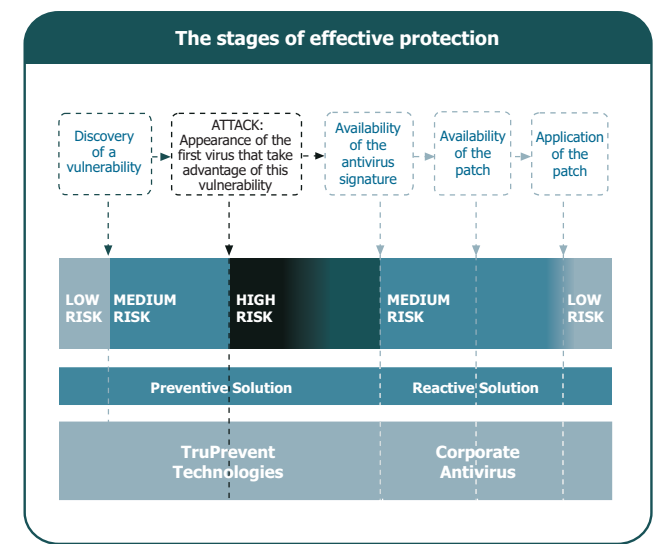 The stages of effective protection
Discovery
of a
vulnerability
ATTACK:
Appearance of the
first virus that take
advantage of this
vulnerability
Availability
of the
antivirus
signature
Availability
of the
patch
Application
of the
patch
LOW
RISK
MEDIUM
RISK
HIGH
RISK
MEDIUM
RISK
LOW
RISK
Preventive Solution
Reactive Solution
TruPrevent
Technologies
Corporate
Antivirus